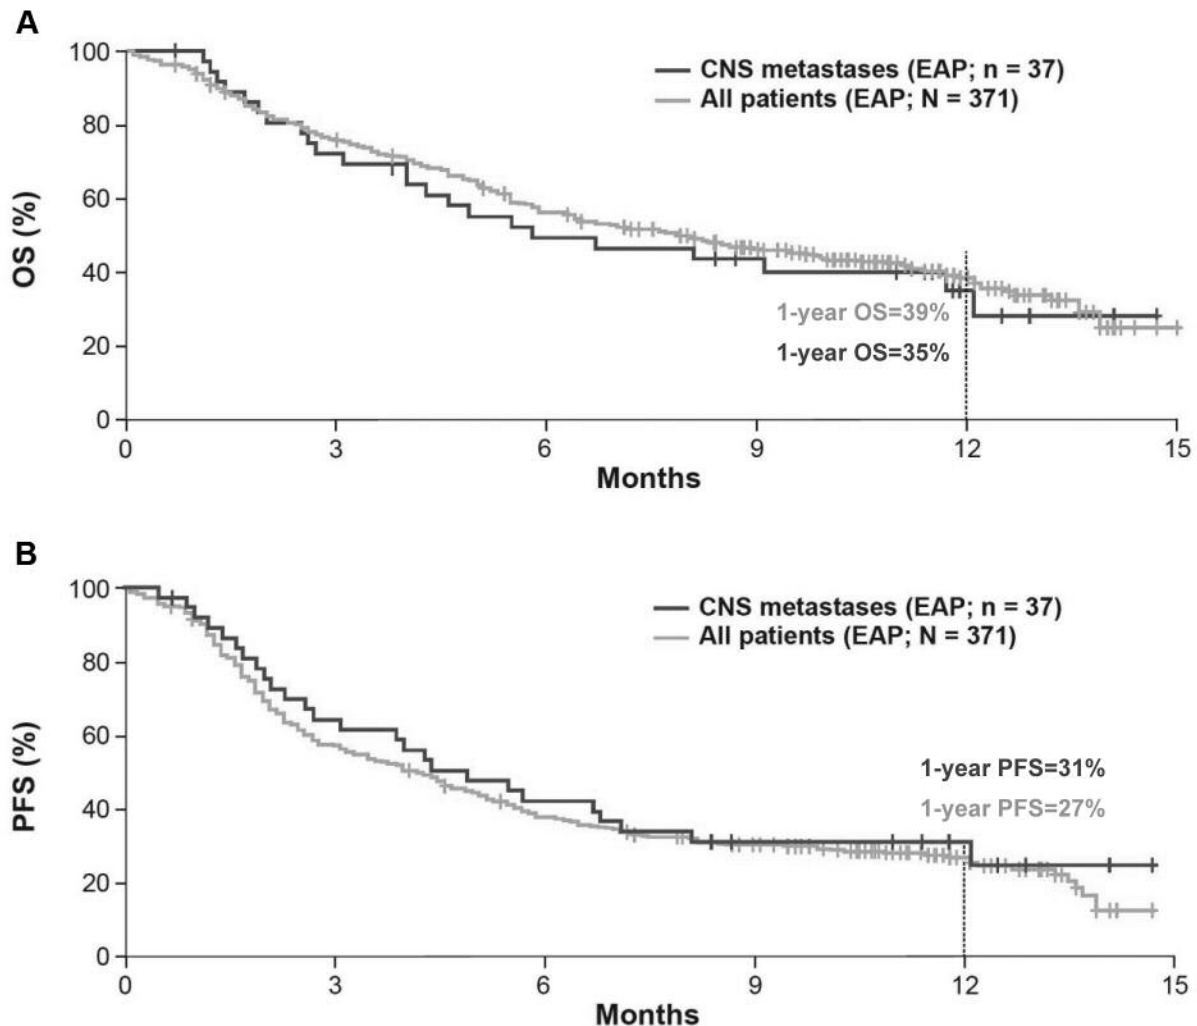 A
100
80
60
40
20
0
OS (%)
CNS metastases (EAP; n = 37)
All patients (EAP; N = 371)
1-year OS=39%
1-year OS=35%
0 3 6 9 12 15
Months
B
100
80
60
40
20
0
PFS (%)
CNS metastases (EAP; n = 37)
All patients (EAP; N = 371)
1-year PFS=31%
1-year PFS=27%
0 3 6 9 12 15
Months